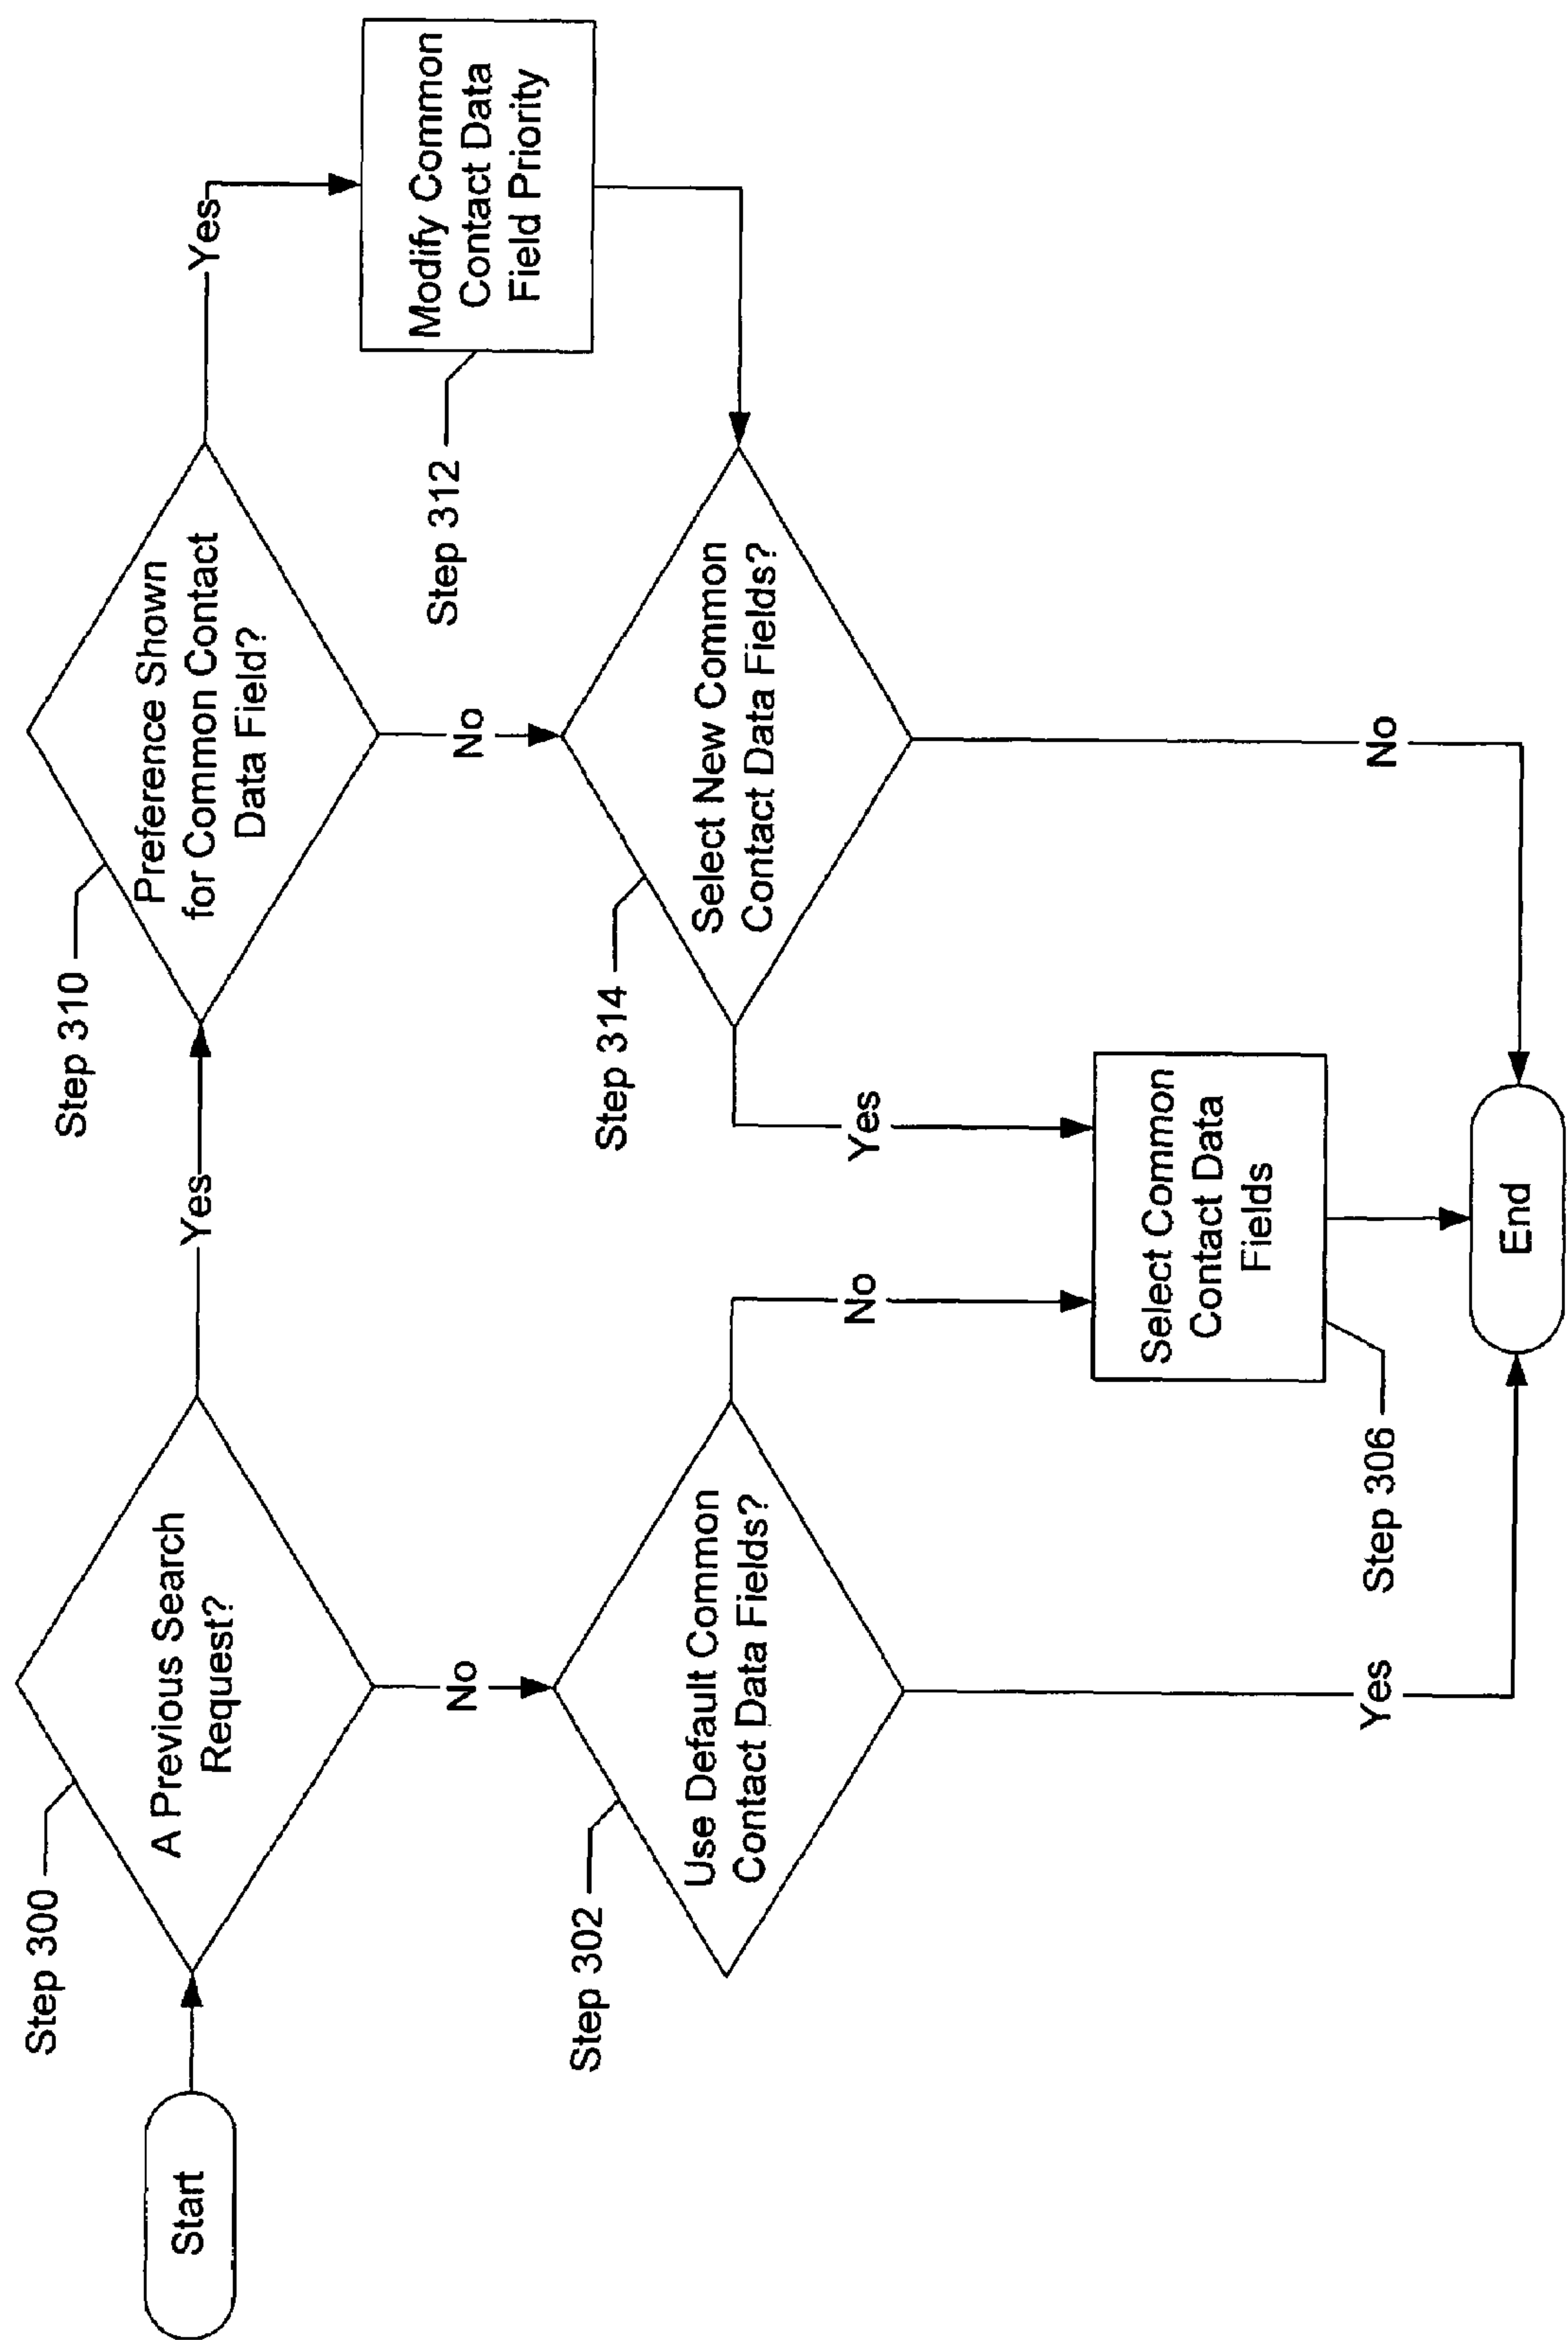 Start
Step 300
A Previous Search
Request?
Yes
No
Step 310
Preference Shown
for Common Contact
Data Field?
Yes
No
Step 312
Modify Common
Contact Data
Field Priority
Step 302
Use Default Common
Contact Data Fields?
No
Yes
Step 314
Select New Common
Contact Data Fields?
Yes
No
Step 306
Select Common
Contact Data
Fields
End